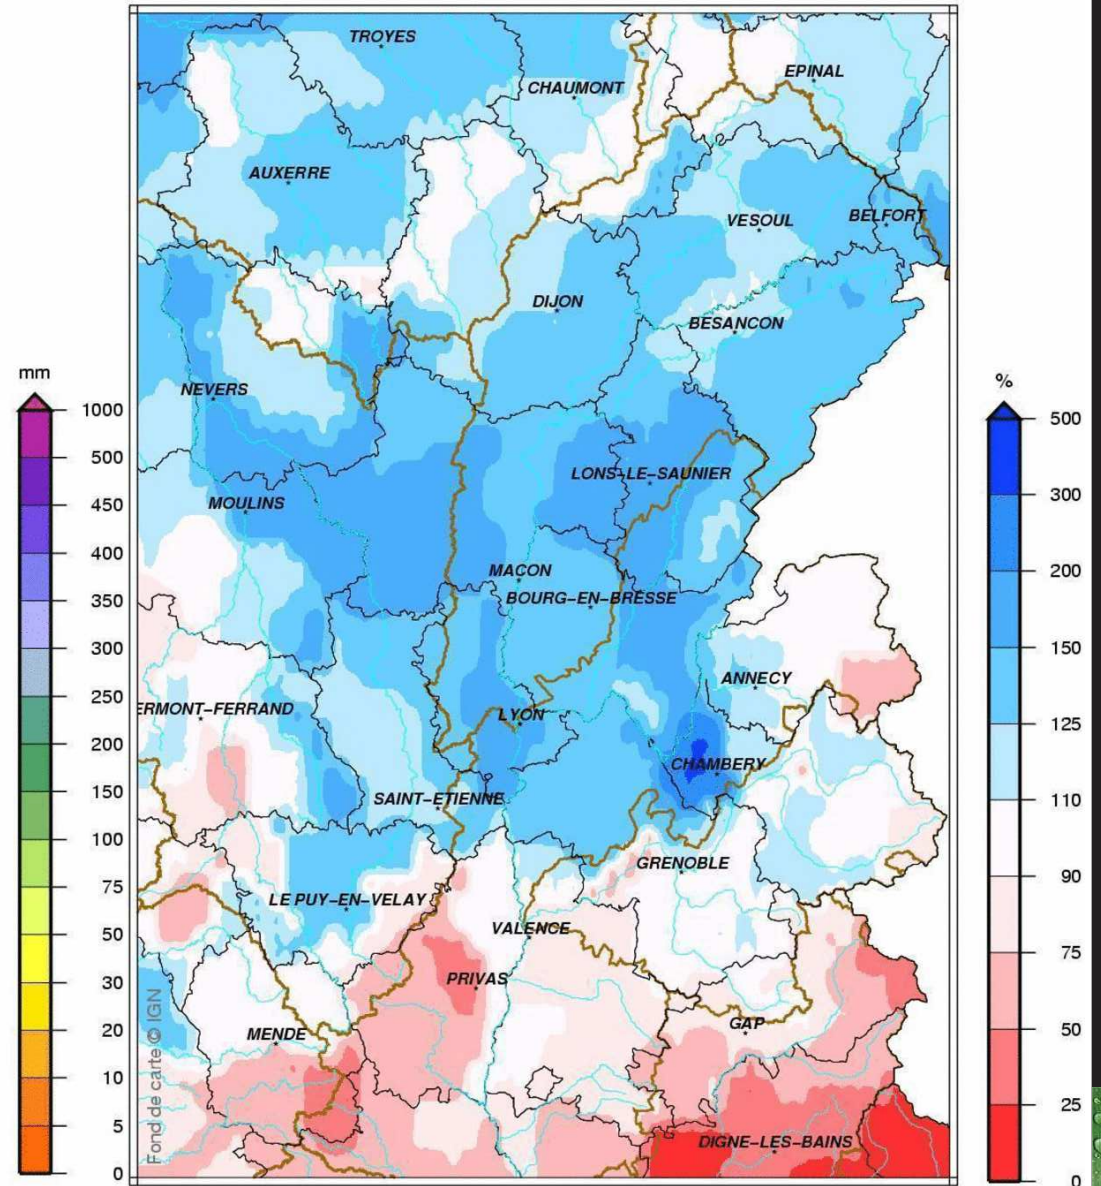 TROYES
EPINAL
CHAUMONT
AUXERRE
VESOUL
BELFORT
DIJON
BESANCON
NEVERS
LONS-LE-SAUNIER
MOULINS
MACON
BOURG-EN-BRESSE
ANNECY
ERMONT-FERRAND
LYON
CHAMBERY
SAINT-ETIENNE
GRENOBLE
LE PUY-EN-VELAY
VALENCE
PRIVAS
GAP
MENDE
DIGNE-LES-BAINS
Fond de carte © IGN
mm
1000
500
450
400
350
300
250
200
150
100
75
50
30
20
10
5
0
%
500
300
200
150
125
110
90
75
50
25
0